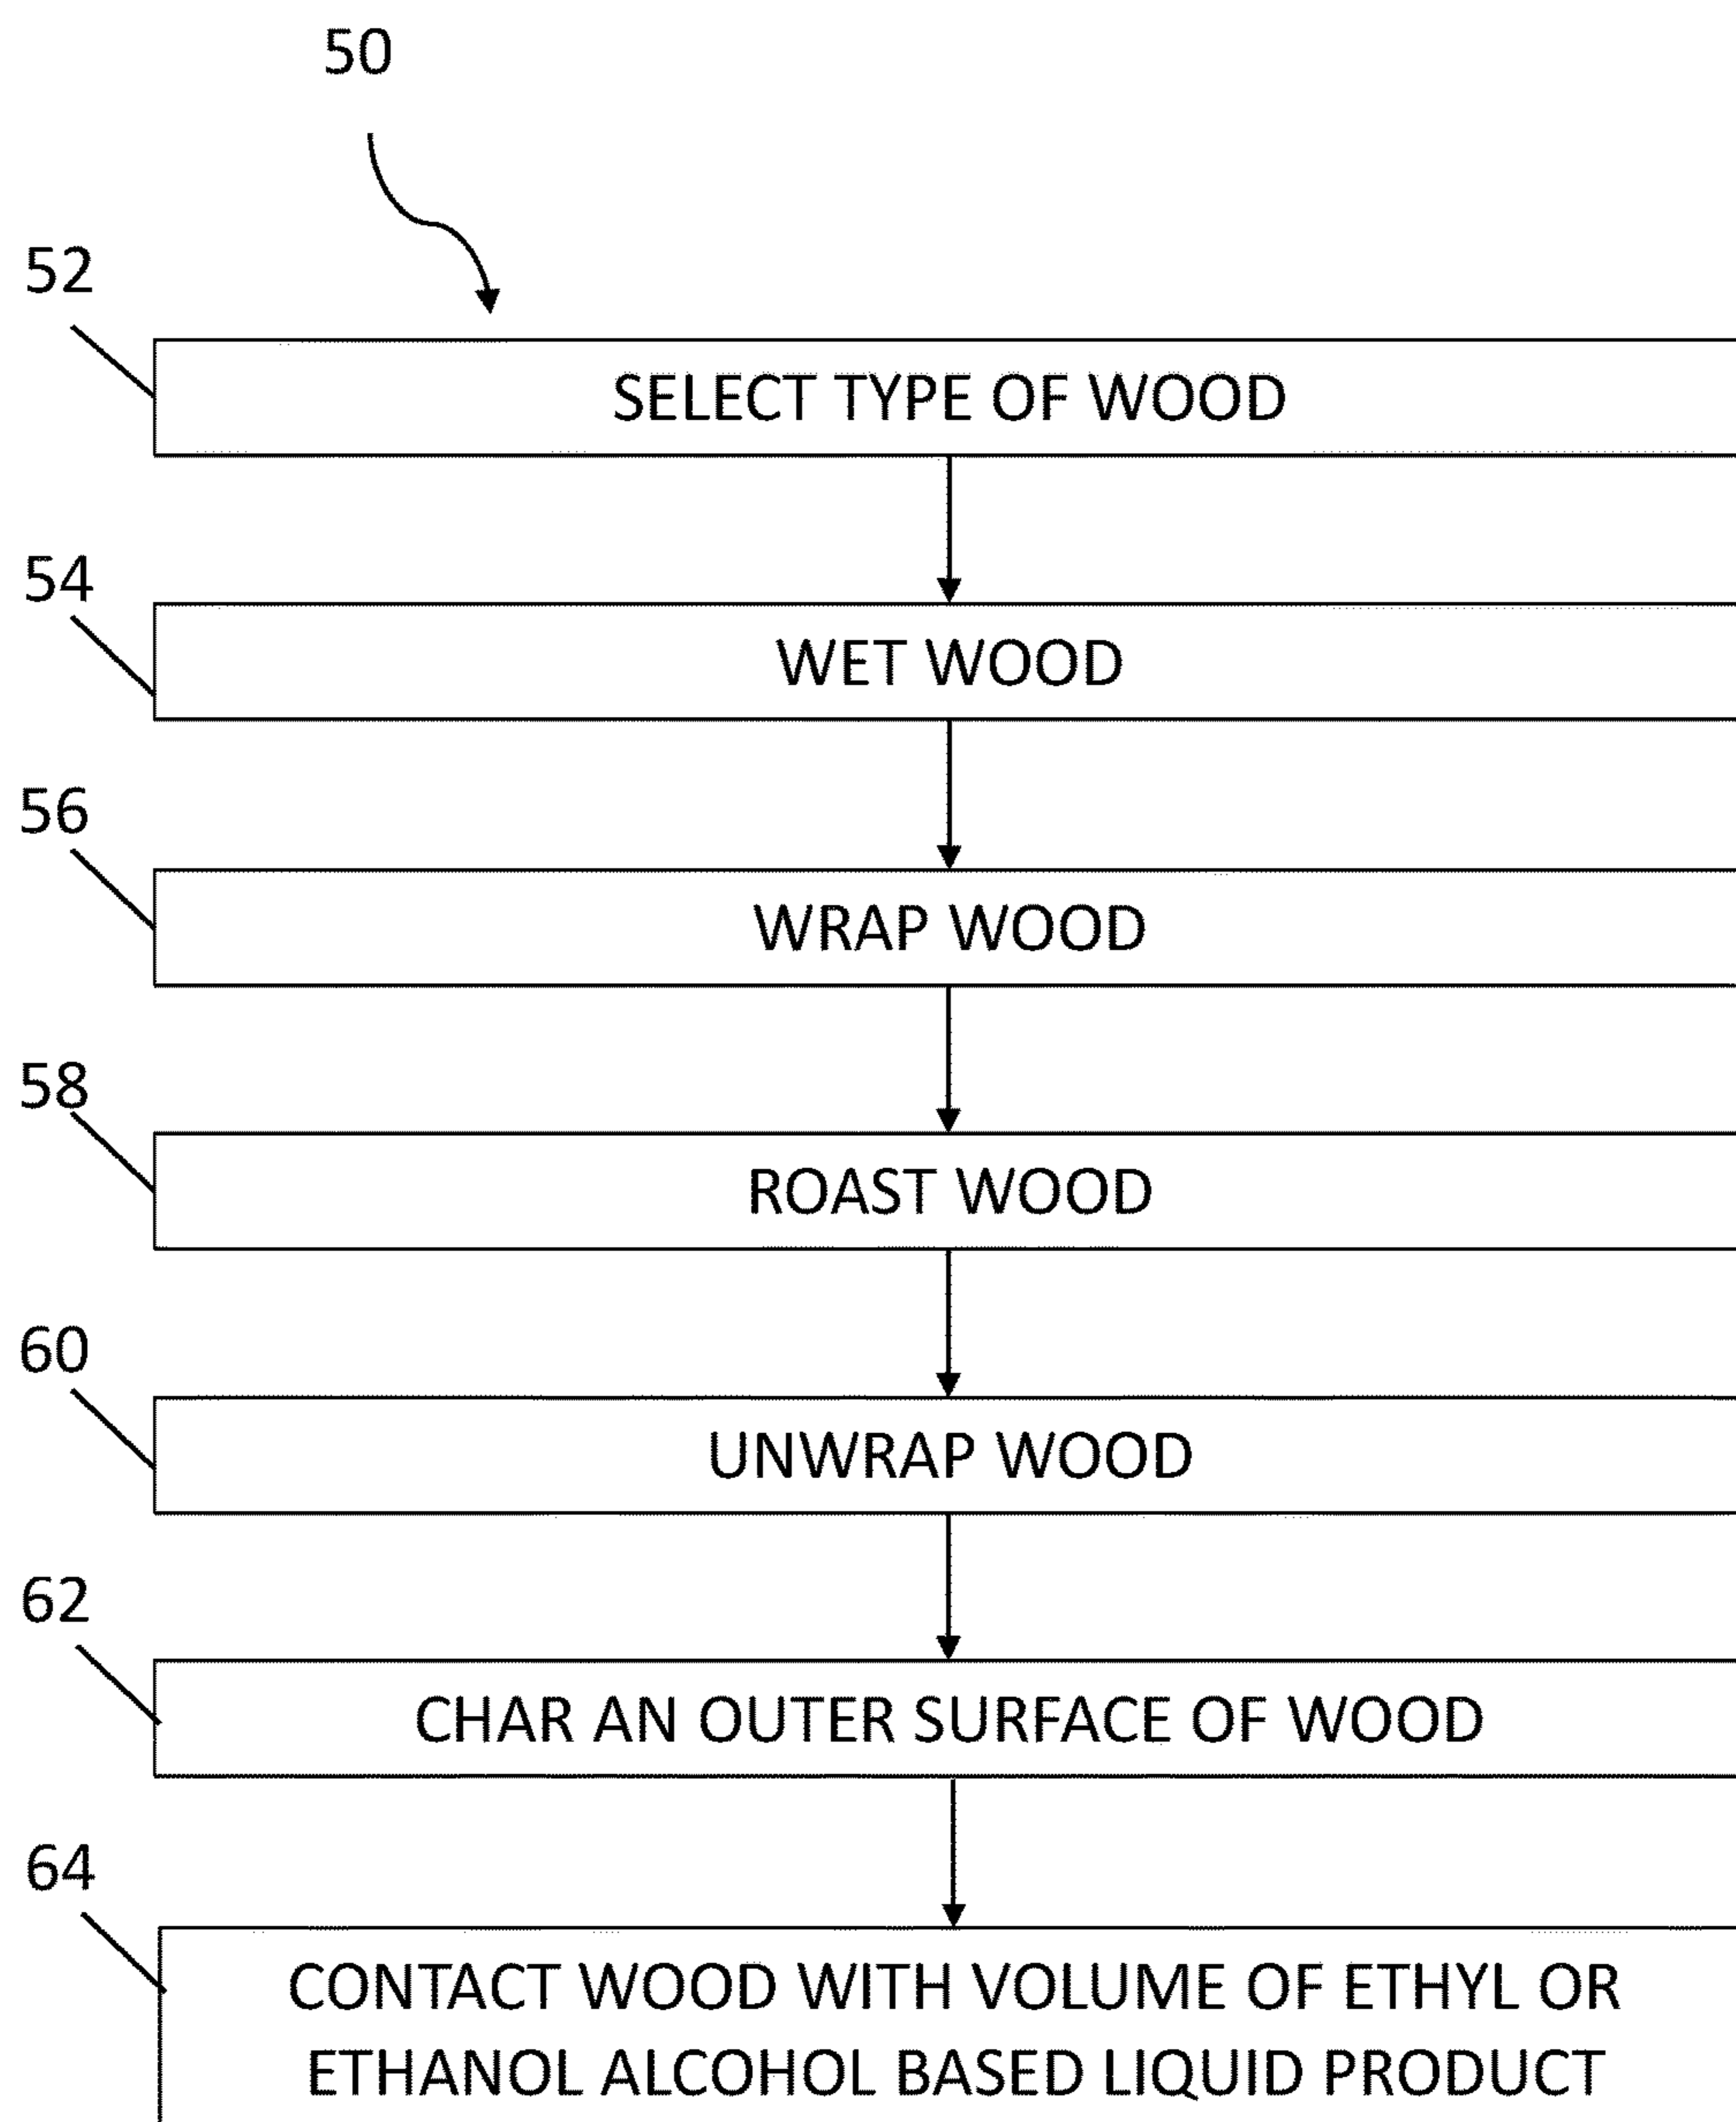 50
52
SELECT TYPE OF WOOD
54
WET WOOD
56
WRAP WOOD
58
ROAST WOOD
60
UNWRAP WOOD
62
CHAR AN OUTER SURFACE OF WOOD
64
CONTACT WOOD WITH VOLUME OF ETHYL OR
ETHANOL ALCOHOL BASED LIQUID PRODUCT